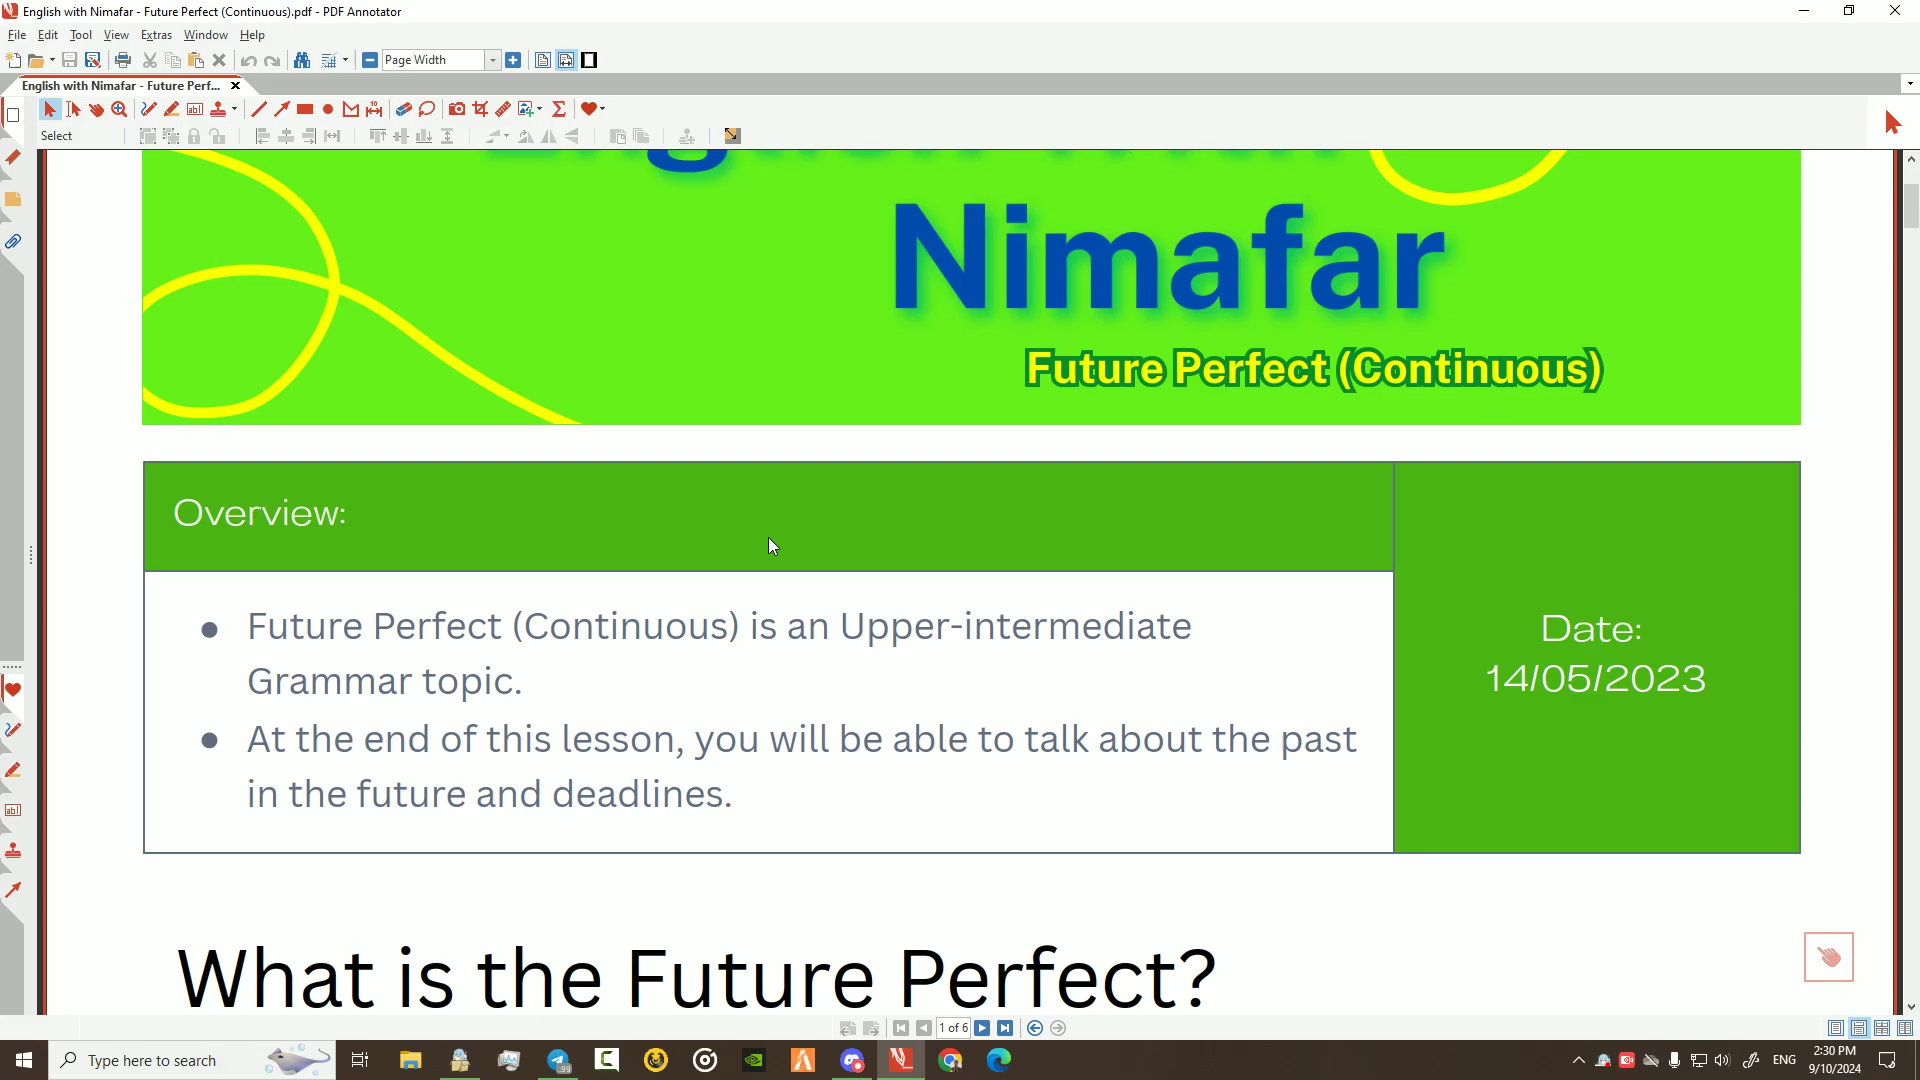 English with Nimafar - Future Perfect (Continuous).pdf - PDF Annotator
File Edit Tool View Extras Window Help
Page Width
English with Nimafar - Future Perf...
Select
Nimafar
Future Perfect (Continuous)
Overview:
Future Perfect (Continuous) is an Upper-intermediate
Grammar topic.
At the end of this lesson, you will be able to talk about the past
in the future and deadlines.
Date:
14/05/2023
What is the Future Perfect?
1 of 6
Type here to search
99
ENG
2:30 PM
9/10/2024